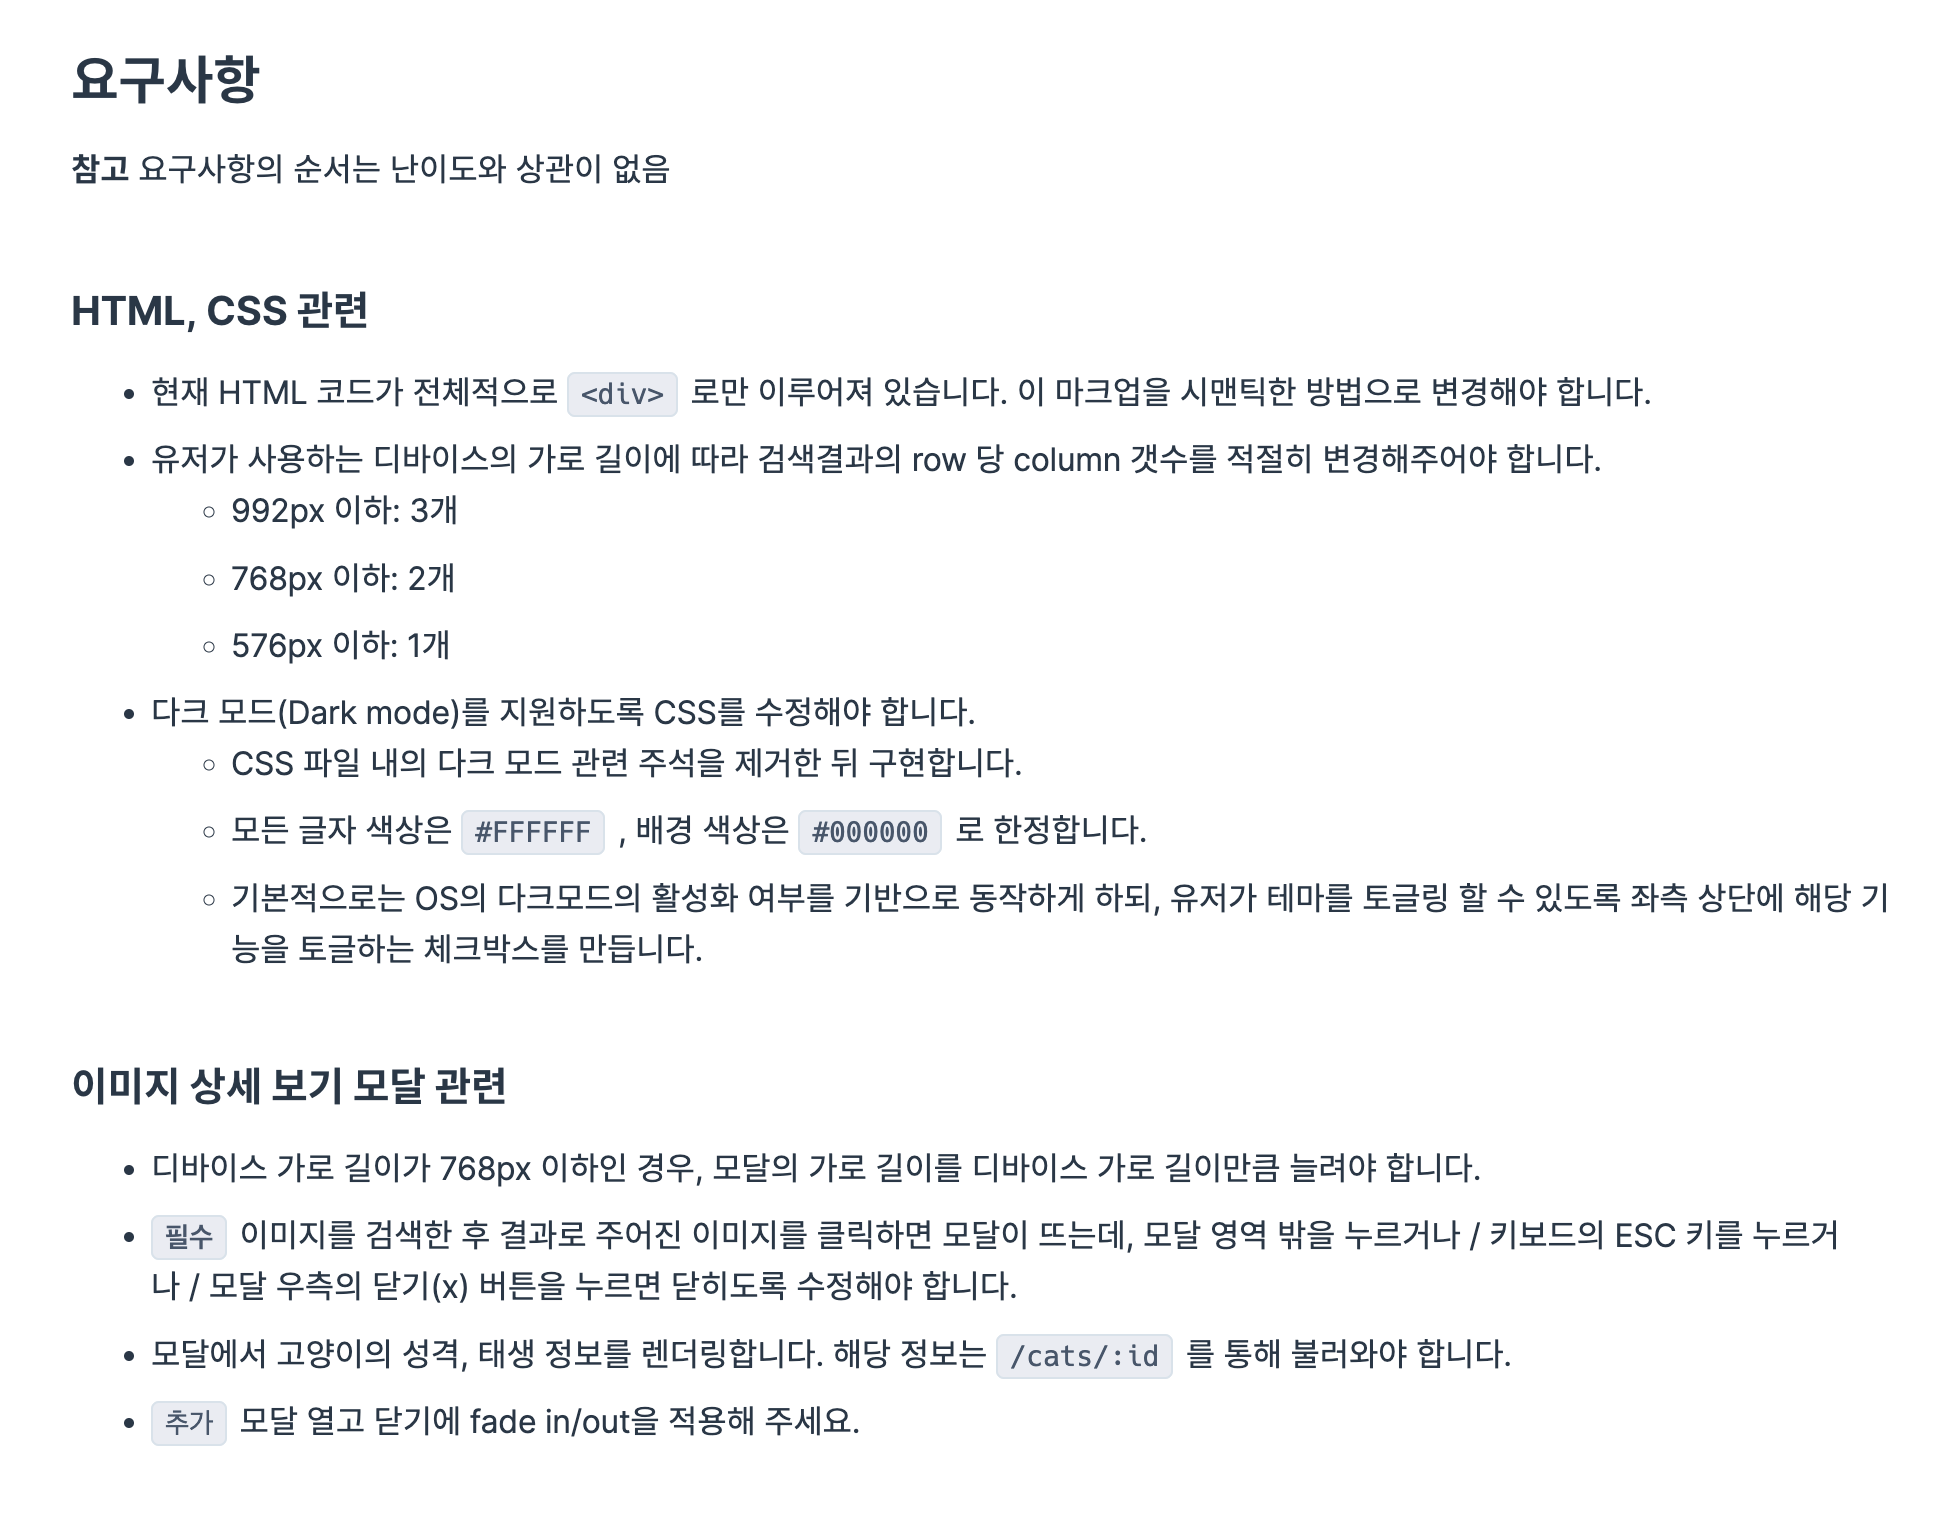 요구사항
참고 요구사항의 순서는 난이도와 상관이 없음
HTML, CSS 관련
현재 HTML 코드가 전체적으로 <div> 로만 이루어져 있습니다. 이 마크업을 시맨틱한 방법으로 변경해야 합니다.
유저가 사용하는 디바이스의 가로 길이에 따라 검색결과의 row 당 column 갯수를 적절히 변경해주어야 합니다.
992px 이하: 3개
768px 이하: 2개
576px 이하: 1개
다크 모드(Dark mode)를 지원하도록 CSS를 수정해야 합니다.
CSS 파일 내의 다크 모드 관련 주석을 제거한 뒤 구현합니다.
모든 글자 색상은 #FFFFFF , 배경 색상은 #000000 로 한정합니다.
기본적으로는 OS의 다크모드의 활성화 여부를 기반으로 동작하게 하되, 유저가 테마를 토글링 할 수 있도록 좌측 상단에 해당 기
능을 토글하는 체크박스를 만듭니다.
이미지 상세 보기 모달 관련
디바이스 가로 길이가 768px 이하인 경우, 모달의 가로 길이를 디바이스 가로 길이만큼 늘려야 합니다.
필수 이미지를 검색한 후 결과로 주어진 이미지를 클릭하면 모달이 뜨는데, 모달 영역 밖을 누르거나 / 키보드의 ESC 키를 누르거
나 / 모달 우측의 닫기(x) 버튼을 누르면 닫히도록 수정해야 합니다.
모달에서 고양이의 성격, 태생 정보를 렌더링합니다. 해당 정보는 /cats/:id 를 통해 불러와야 합니다.
추가 모달 열고 닫기에 fade in/out을 적용해 주세요.